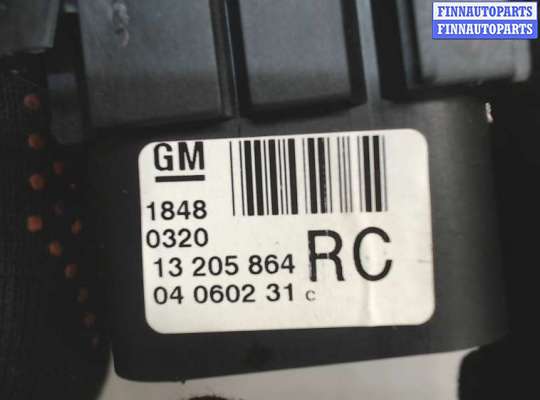 FINNAUTOPARTS
FINNAUTOPARTS
GM
1848
0320
13 205 864 RC
04 0602 31 c